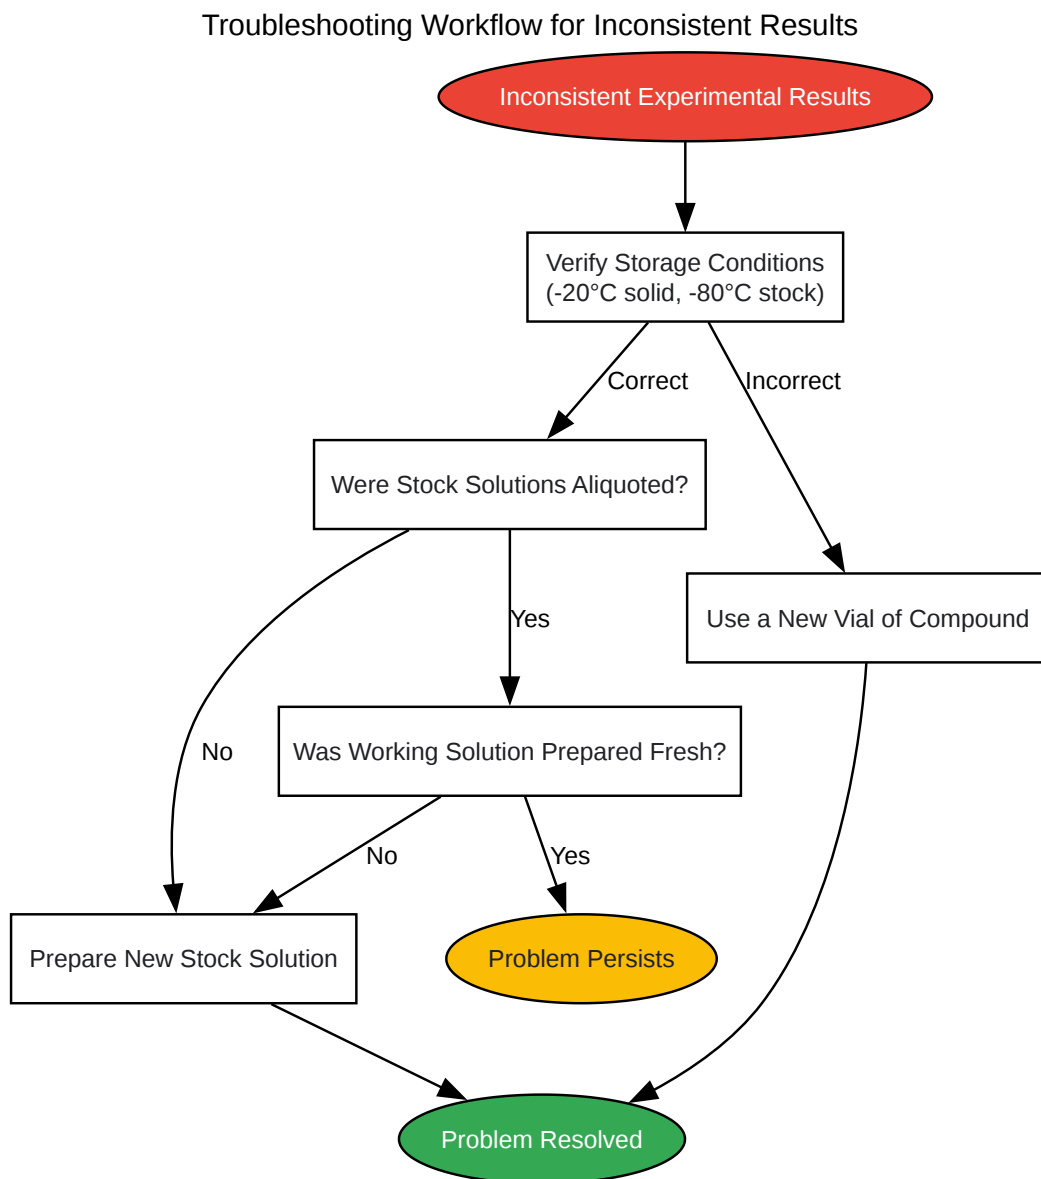 Troubleshooting Workflow for Inconsistent Results
Inconsistent Experimental Results
Verify Storage Conditions
(-20°C solid, -80°C stock)
Correct
Incorrect
Were Stock Solutions Aliquoted?
Use a New Vial of Compound
Yes
No
Was Working Solution Prepared Fresh?
No
Yes
Prepare New Stock Solution
Problem Persists
Problem Resolved